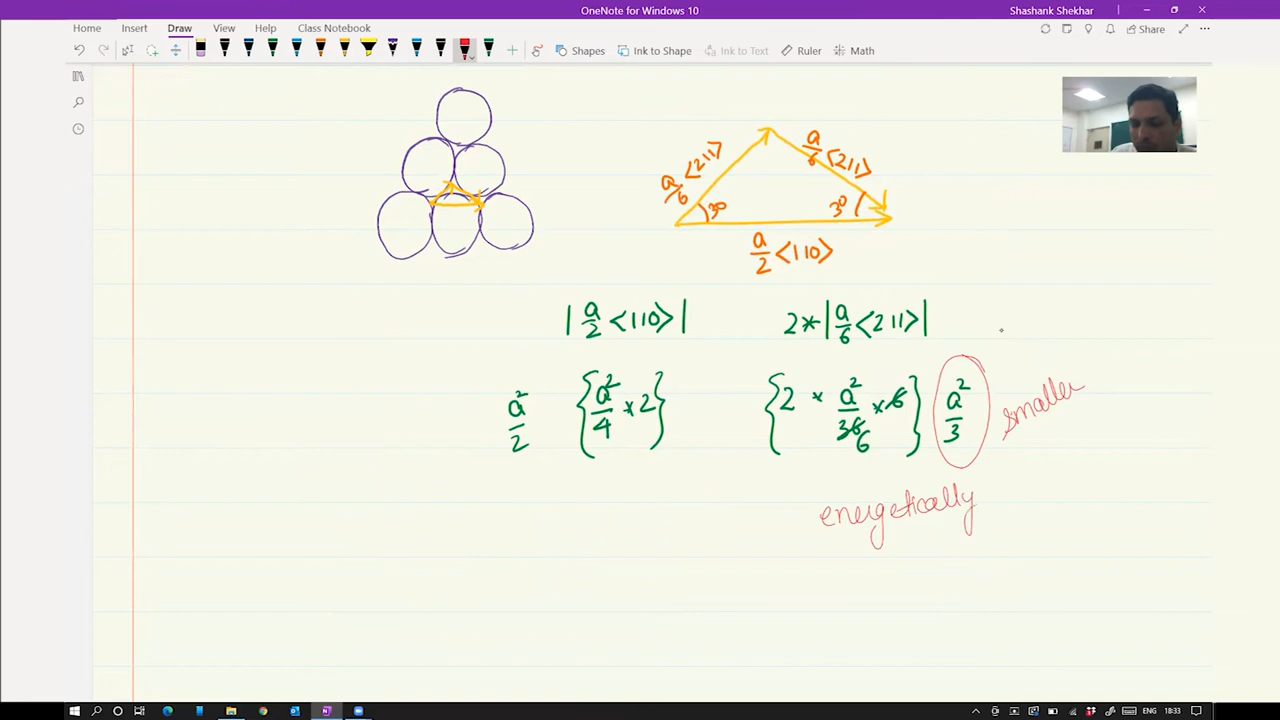 OneNote for Windows 10
Shashank Shekhar
Home Insert Draw View Help Class Notebook
Share
Shapes Ink to Shape Ink to Text Ruler Math
a/6 <211>
a/6 <211>
30 30
a/2 <110>
|a/2 <110>| 2*|a/6 <211>|
a²/2 {a²/4 * 2} {2 * a²/36 * 6} a²/3 smaller
6
energetically
ENG 18:33